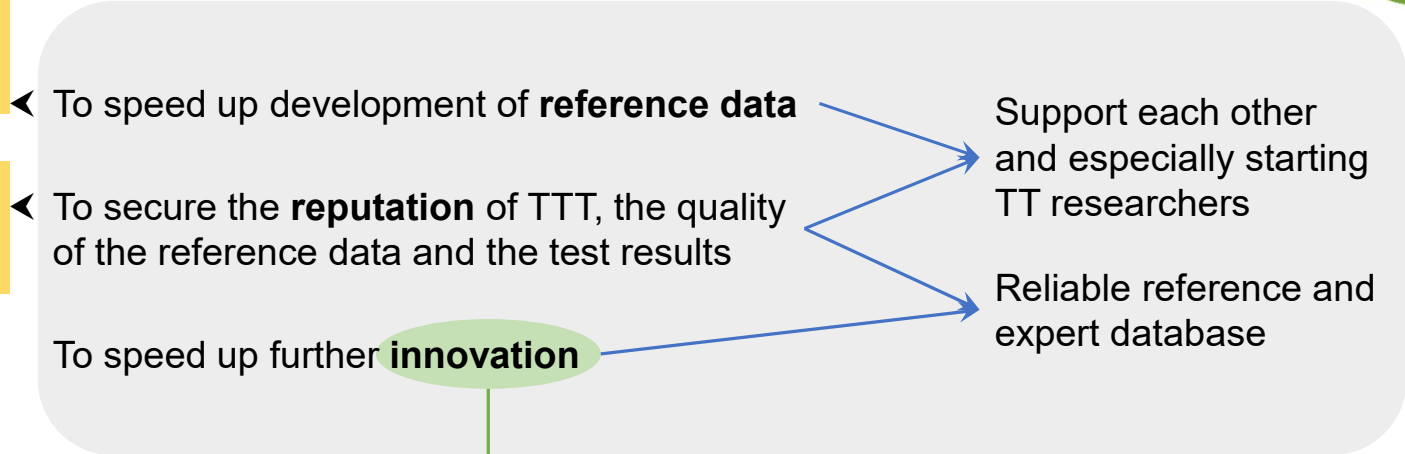 To speed up development of reference data
To secure the reputation of TTT, the quality
of the reference data and the test results
To speed up further innovation
Support each other
and especially starting
TT researchers
Reliable reference and
expert database